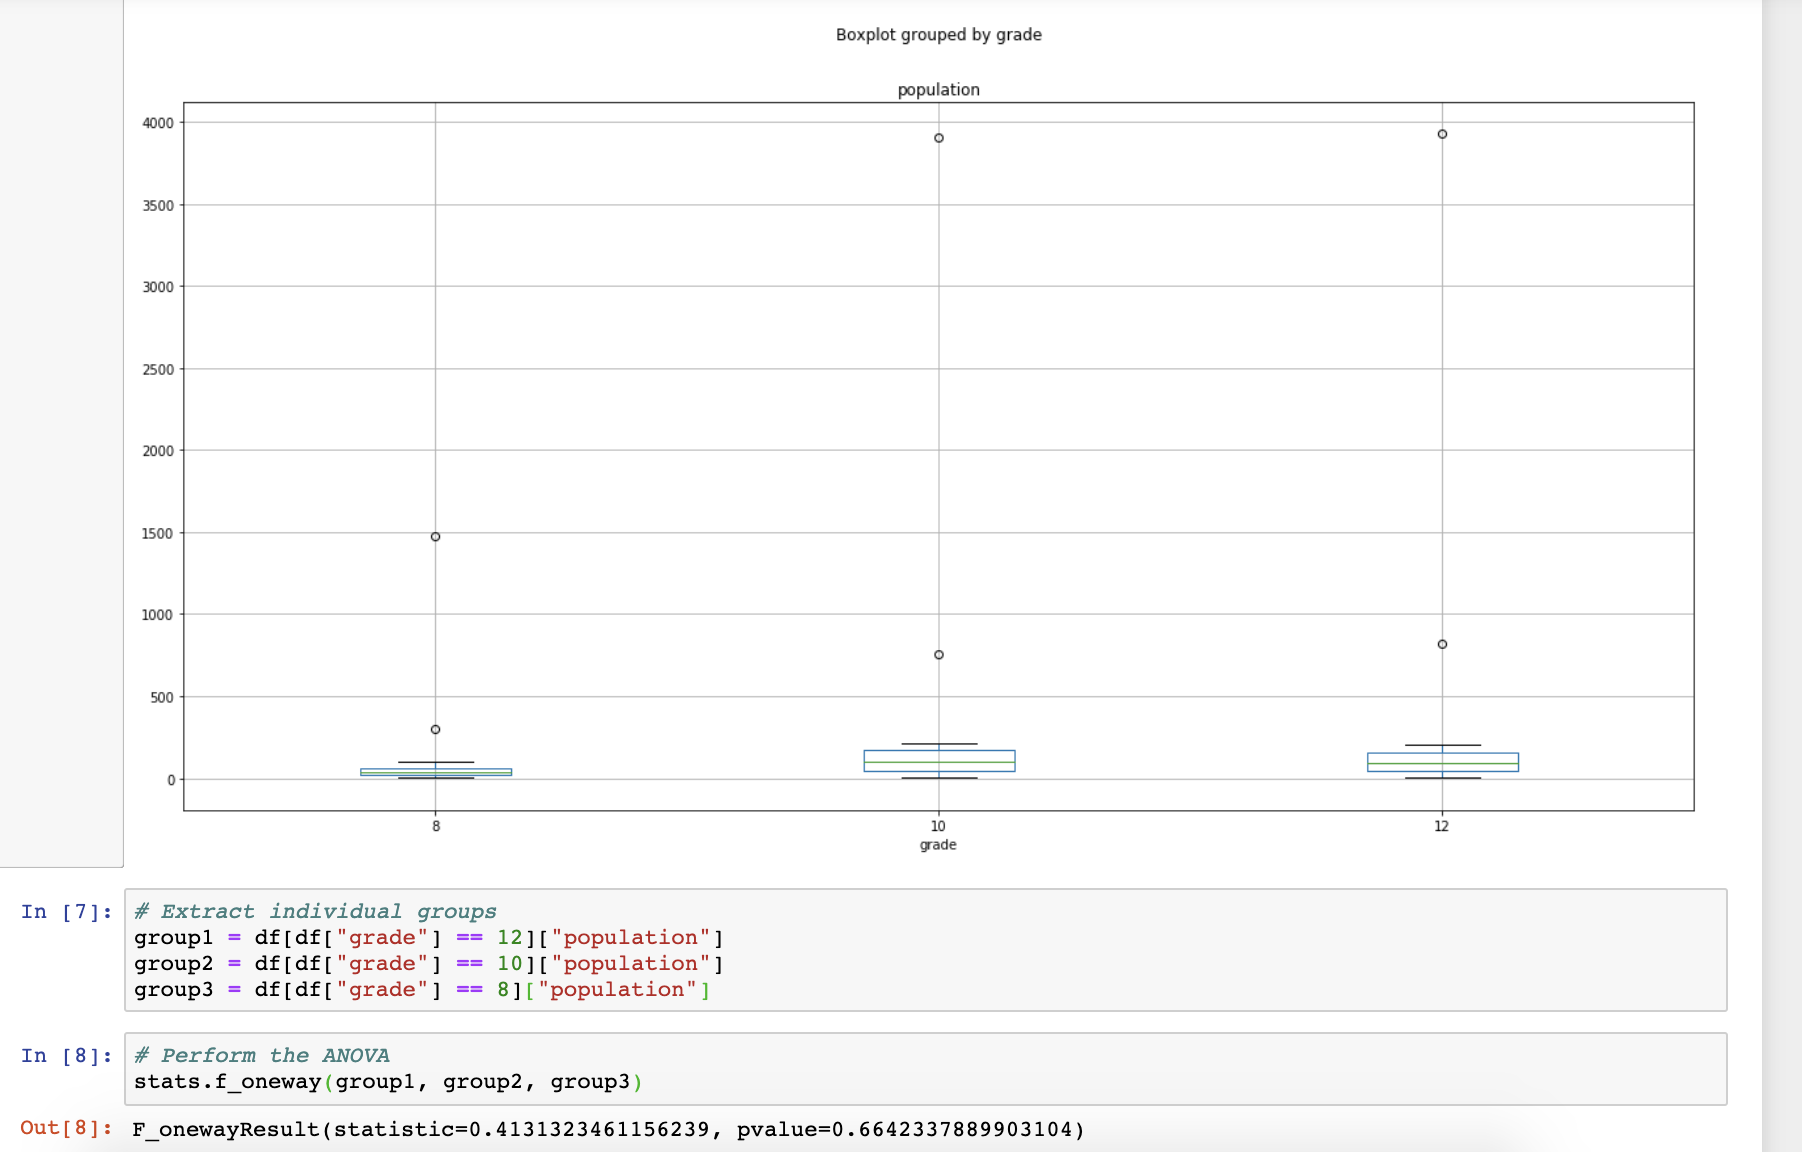 Boxplot grouped by grade
population
4000
3500
3000
2500
2000
1500
1000
500
0
8 10 12
grade
In [7]:
# Extract individual groups
group1 = df[df["grade"] == 12]["population"]
group2 = df[df["grade"] == 10]["population"]
group3 = df[df["grade"] == 8]["population"]
In [8]:
# Perform the ANOVA
stats.f_oneway(group1, group2, group3)
Out[8]: F_onewayResult(statistic=0.4131323461156239, pvalue=0.6642337889903104)